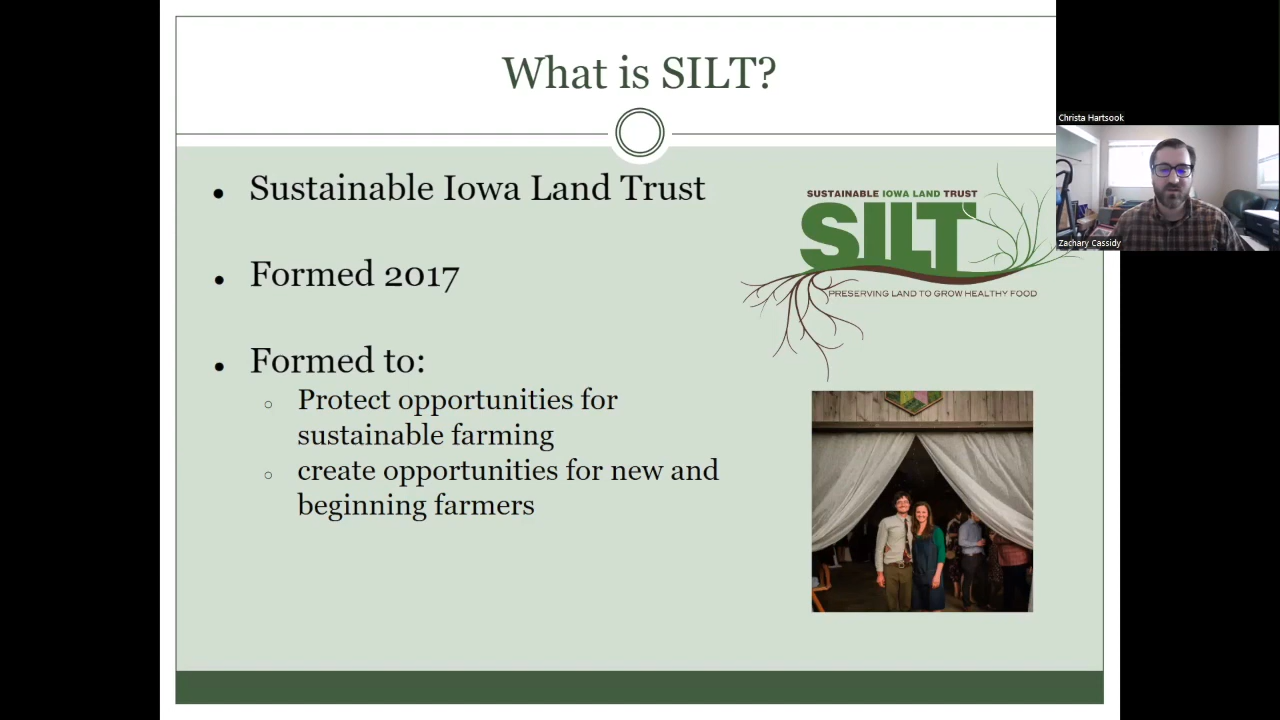 What is SILT?
Christa Hartsook
Zachary Cassidy
• Sustainable Iowa Land Trust
• Formed 2017
• Formed to:
○ Protect opportunities for
sustainable farming
○ create opportunities for new and
beginning farmers
SUSTAINABLE IOWA LAND TRUST
SILT
PRESERVING LAND TO GROW HEALTHY FOOD